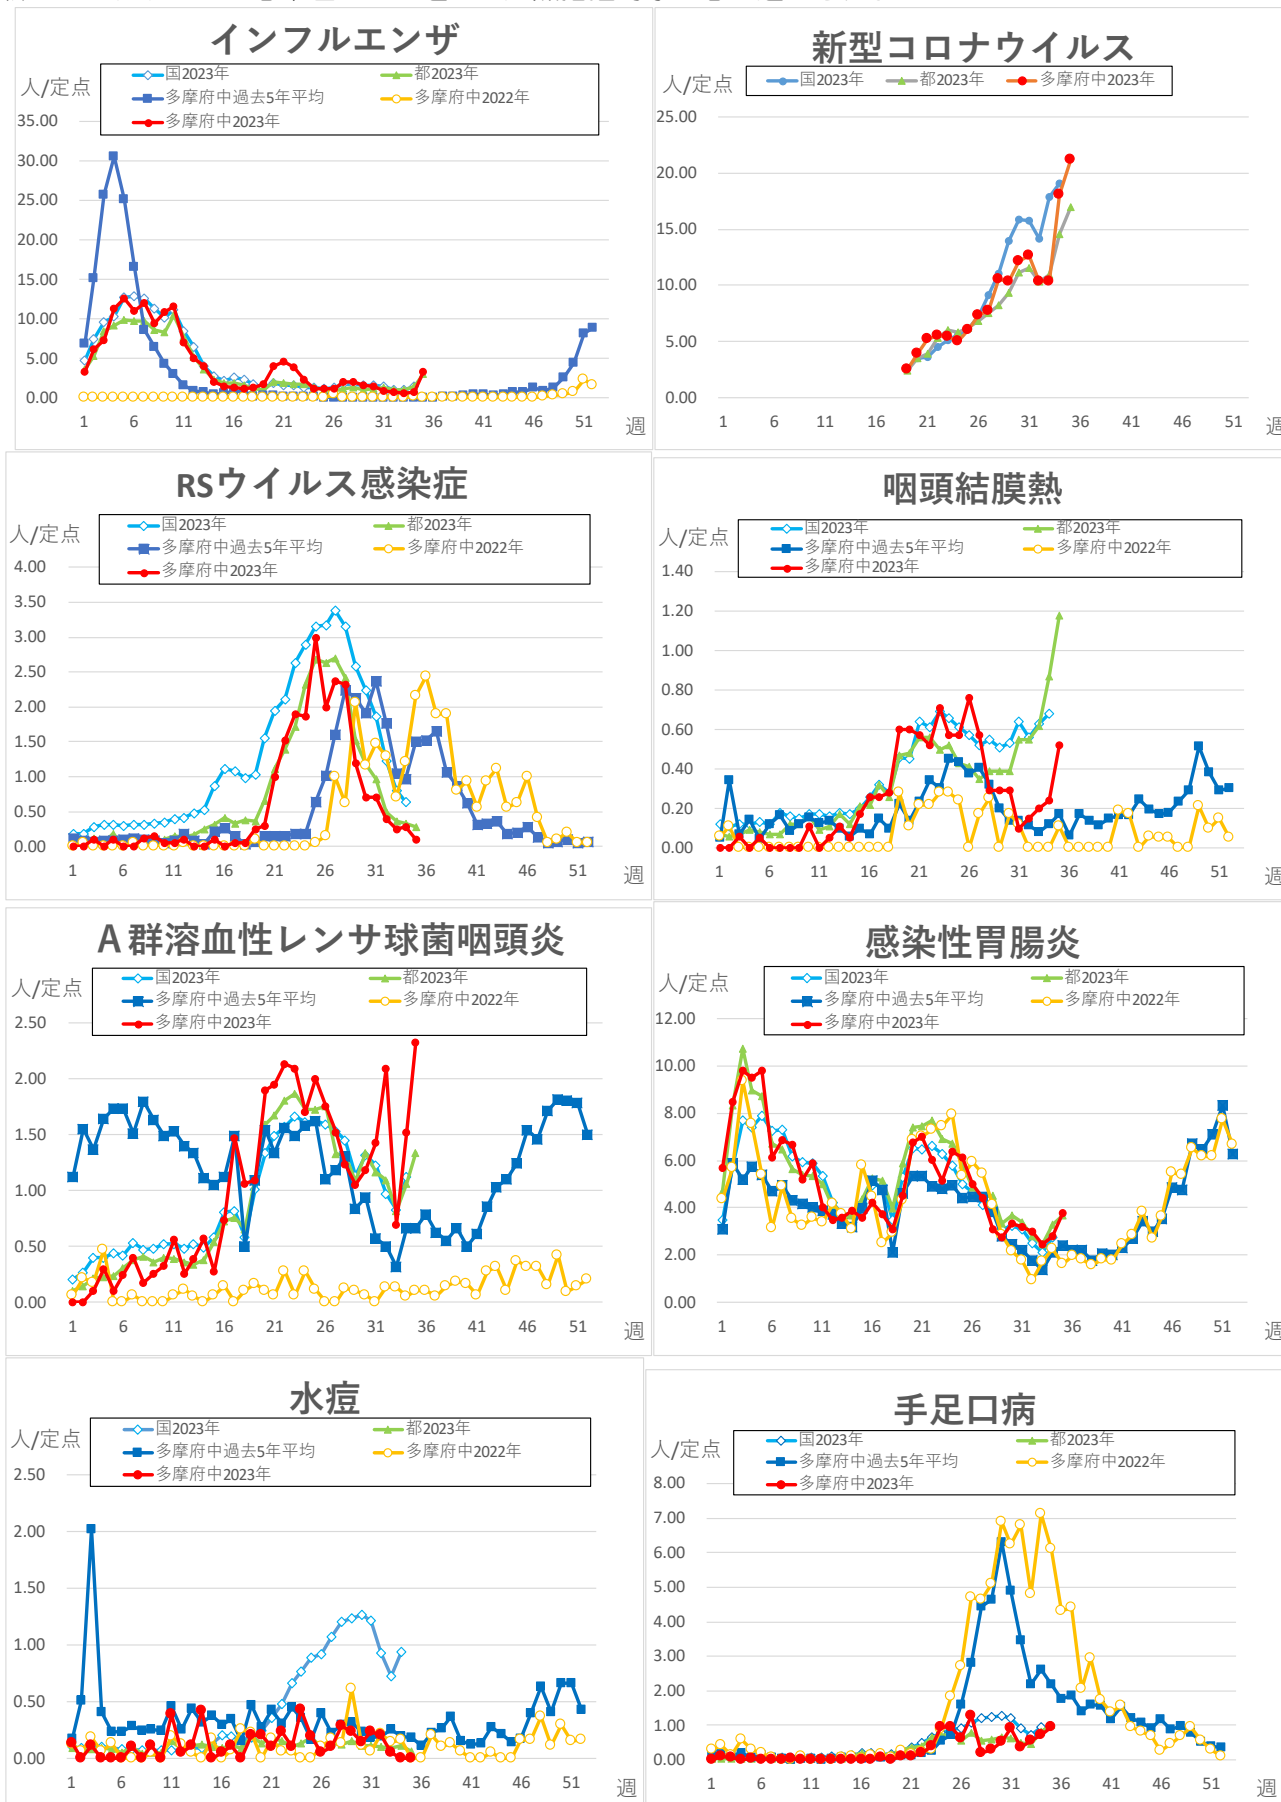 インフルエンザ
人/定点
国2023年
都2023年
多摩府中過去5年平均
多摩府中2022年
多摩府中2023年
35.00
30.00
25.00
20.00
15.00
10.00
5.00
0.00
1 6 11 16 21 26 31 36 41 46 51
週
新型コロナウイルス
人/定点
国2023年 都2023年 多摩府中2023年
25.00
20.00
15.00
10.00
5.00
0.00
1 6 11 16 21 26 31 36 41 46 51
週
RSウイルス感染症
人/定点
国2023年
都2023年
多摩府中過去5年平均
多摩府中2022年
多摩府中2023年
4.00
3.50
3.00
2.50
2.00
1.50
1.00
0.50
0.00
1 6 11 16 21 26 31 36 41 46 51
週
咽頭結膜熱
人/定点
国2023年
都2023年
多摩府中過去5年平均
多摩府中2022年
多摩府中2023年
1.40
1.20
1.00
0.80
0.60
0.40
0.20
0.00
1 6 11 16 21 26 31 36 41 46 51
週
A群溶血性レンサ球菌咽頭炎
人/定点
国2023年
都2023年
多摩府中過去5年平均
多摩府中2022年
多摩府中2023年
2.50
2.00
1.50
1.00
0.50
0.00
1 6 11 16 21 26 31 36 41 46 51
週
感染性胃腸炎
人/定点
国2023年
都2023年
多摩府中過去5年平均
多摩府中2022年
多摩府中2023年
12.00
10.00
8.00
6.00
4.00
2.00
0.00
1 6 11 16 21 26 31 36 41 46 51
週
水痘
人/定点
国2023年
都2023年
多摩府中過去5年平均
多摩府中2022年
多摩府中2023年
2.50
2.00
1.50
1.00
0.50
0.00
1 6 11 16 21 26 31 36 41 46 51
週
手足口病
人/定点
国2023年
都2023年
多摩府中過去5年平均
多摩府中2022年
多摩府中2023年
8.00
7.00
6.00
5.00
4.00
3.00
2.00
1.00
0.00
1 6 11 16 21 26 31 36 41 46 51
週